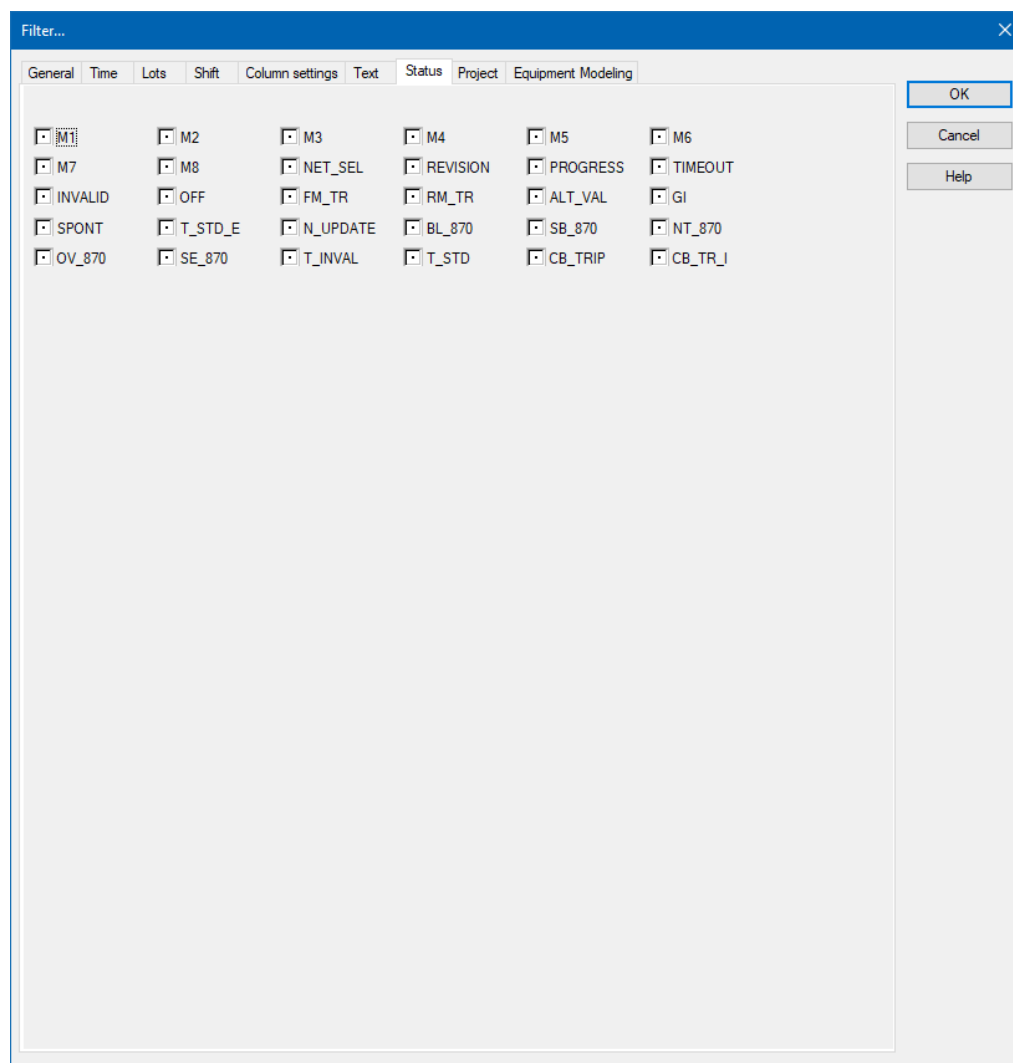 Filter...
General Time Lots Shift Column settings Text Status Project Equipment Modeling
OK
M1 M2 M3 M4 M5 M6
Cancel
M7 M8 NET_SEL REVISION PROGRESS TIMEOUT
Help
INVALID OFF FM_TR RM_TR ALT_VAL GI
SPONT T_STD_E N_UPDATE BL_870 SB_870 NT_870
OV_870 SE_870 T_INVAL T_STD CB_TRIP CB_TR_I